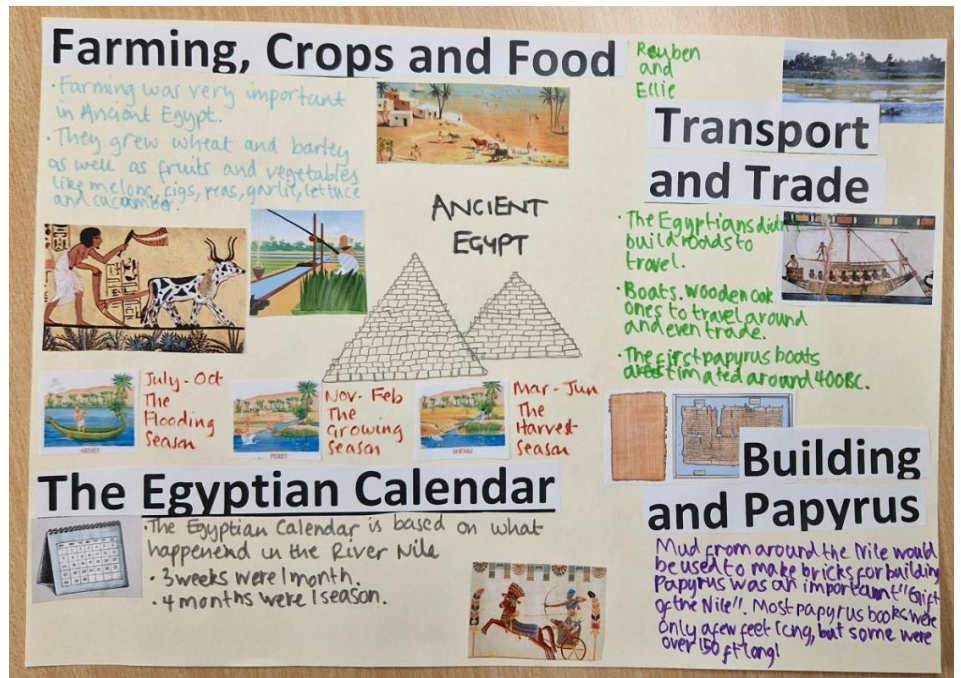 Farming, Crops and Food
· Farming was very important
in Ancient Egypt.
· They grew wheat and barley
as well as fruits and vegetables
like melons, figs, peas, garlic, lettuce
and cucumber.
Reuben
and
Ellie
ANCIENT
EGYPT
Transport
and Trade
· The Egyptians didn't
build roads to
travel.
· Boats. Wooden oak
ones to travel around
and even trade.
· The first papyrus boats
estimated around 400BC.
July - Oct
The
Flooding
Season
AKHET
Nov - Feb
The
Growing
Season
PERET
Mar - Jun
The
Harvest
Season
SHEMU
The Egyptian Calendar
· The Egyptian Calendar is based on what
happenend in the River Nile
· 3 weeks were 1 month.
· 4 months were 1 season.
Building
and Papyrus
Mud from around the Nile would
be used to make bricks for building
Papyrus was an important "Gift
of the Nile". Most papyrus books were
only a few feet long, but some were
over 150 ft long!